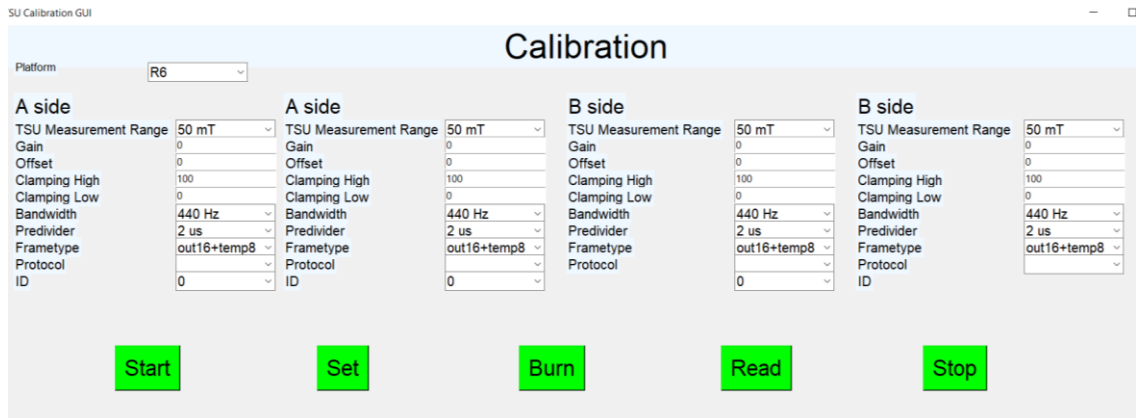 SU Calibration GUI
Calibration
Platform R6
A side A side B side B side
TSU Measurement Range 50 mT TSU Measurement Range 50 mT TSU Measurement Range 50 mT TSU Measurement Range 50 mT
Gain 0 Gain 0 Gain 0 Gain 0
Offset 0 Offset 0 Offset 0 Offset 0
Clamping High 100 Clamping High 100 Clamping High 100 Clamping High 100
Clamping Low 0 Clamping Low 0 Clamping Low 0 Clamping Low 0
Bandwidth 440 Hz Bandwidth 440 Hz Bandwidth 440 Hz Bandwidth 440 Hz
Predivider 2 us Predivider 2 us Predivider 2 us Predivider 2 us
Frametype out16+temp8 Frametype out16+temp8 Frametype out16+temp8 Frametype out16+temp8
Protocol Protocol Protocol Protocol
ID 0 ID 0 0 ID
Start Set Burn Read Stop